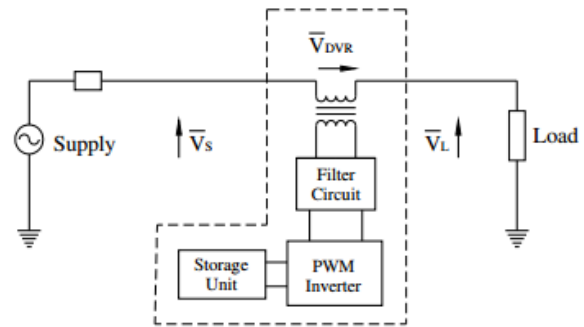 V̅DVR
Supply
V̅S
V̅L
Load
Filter
Circuit
Storage
Unit
PWM
Inverter